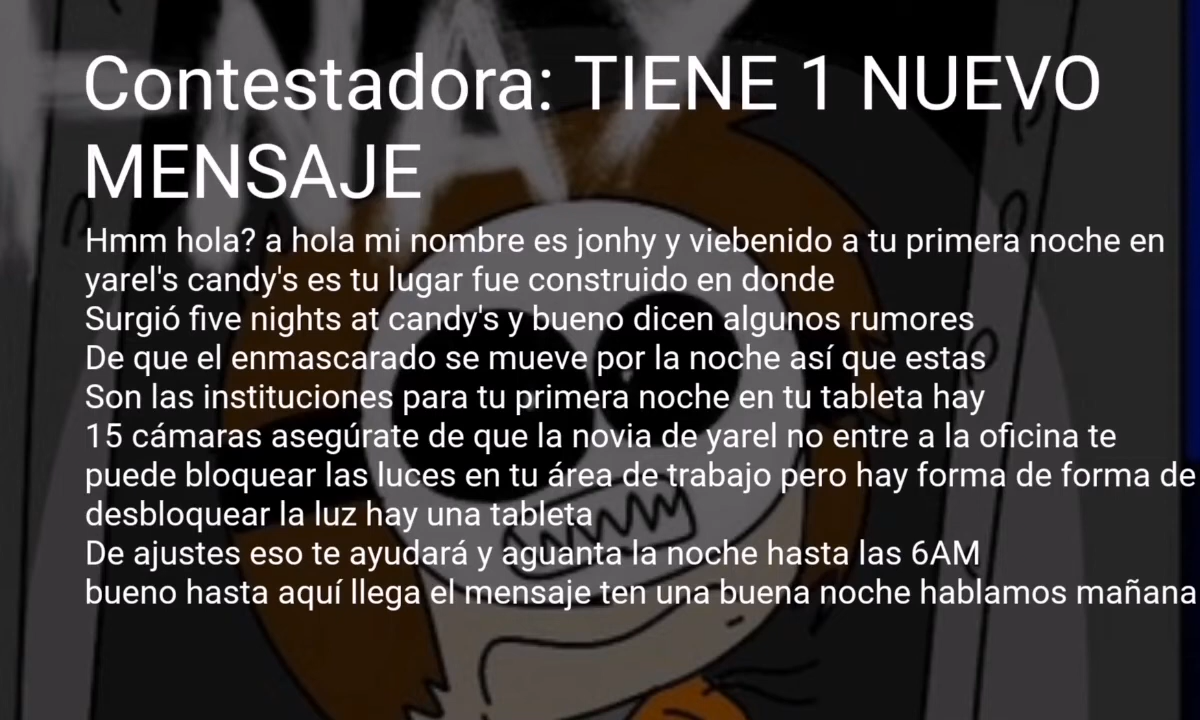 Contestadora: TIENE 1 NUEVO
MENSAJE
Hmm hola? a hola mi nombre es jonhy y viebenido a tu primera noche en
yarel's candy's es tu lugar fue construido en donde
Surgió five nights at candy's y bueno dicen algunos rumores
De que el enmascarado se mueve por la noche así que estas
Son las instituciones para tu primera noche en tu tableta hay
15 cámaras asegúrate de que la novia de yarel no entre a la oficina te
puede bloquear las luces en tu área de trabajo pero hay forma de forma de
desbloquear la luz hay una tableta
De ajustes eso te ayudará y aguanta la noche hasta las 6AM
bueno hasta aquí llega el mensaje ten una buena noche hablamos mañana